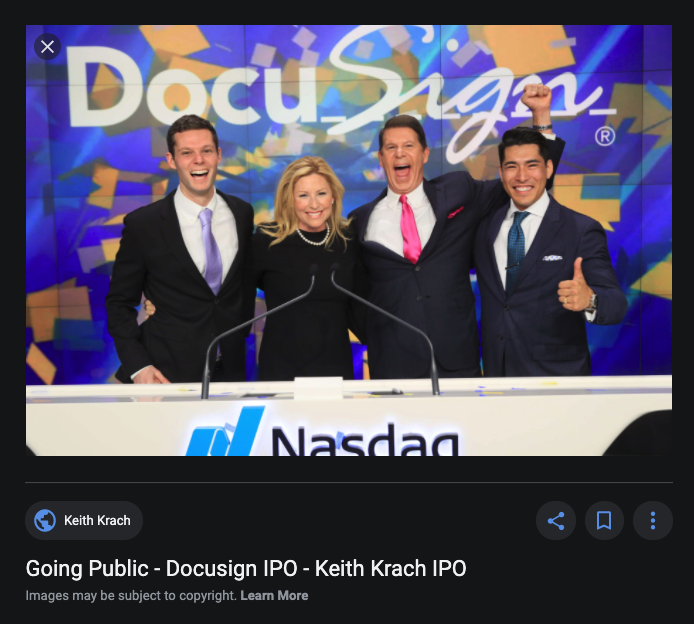 DocuSign®
Nasdaq
Keith Krach
Going Public - Docusign IPO - Keith Krach IPO
Images may be subject to copyright. Learn More